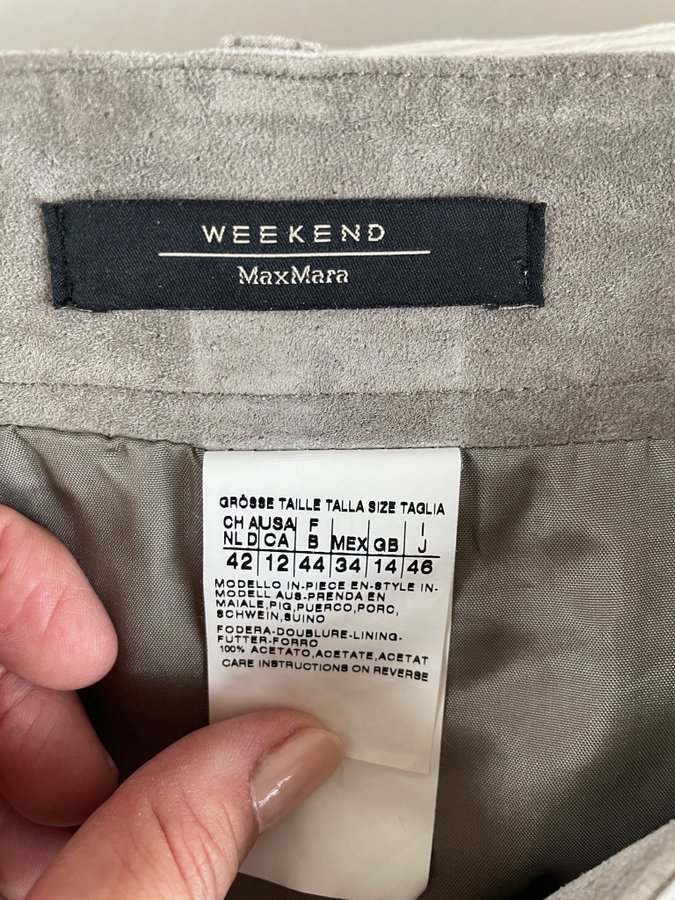 WEEKEND
MaxMara
GRÖSSE TAILLE TALLA SIZE TAGLIA
CH A USA F I
NL D CA B MEX GB J
42 12 44 34 14 46
MODELLO IN-PIECE EN-STYLE IN-
MODELL AUS-PRENDA EN
MAIALE,PIG,PUERCO,PORC,
SCHWEIN,SUINO
FODERA-DOUBLURE-LINING-
FUTTER-FORRO
100% ACETATO,ACETATE,ACETAT
CARE INSTRUCTIONS ON REVERSE